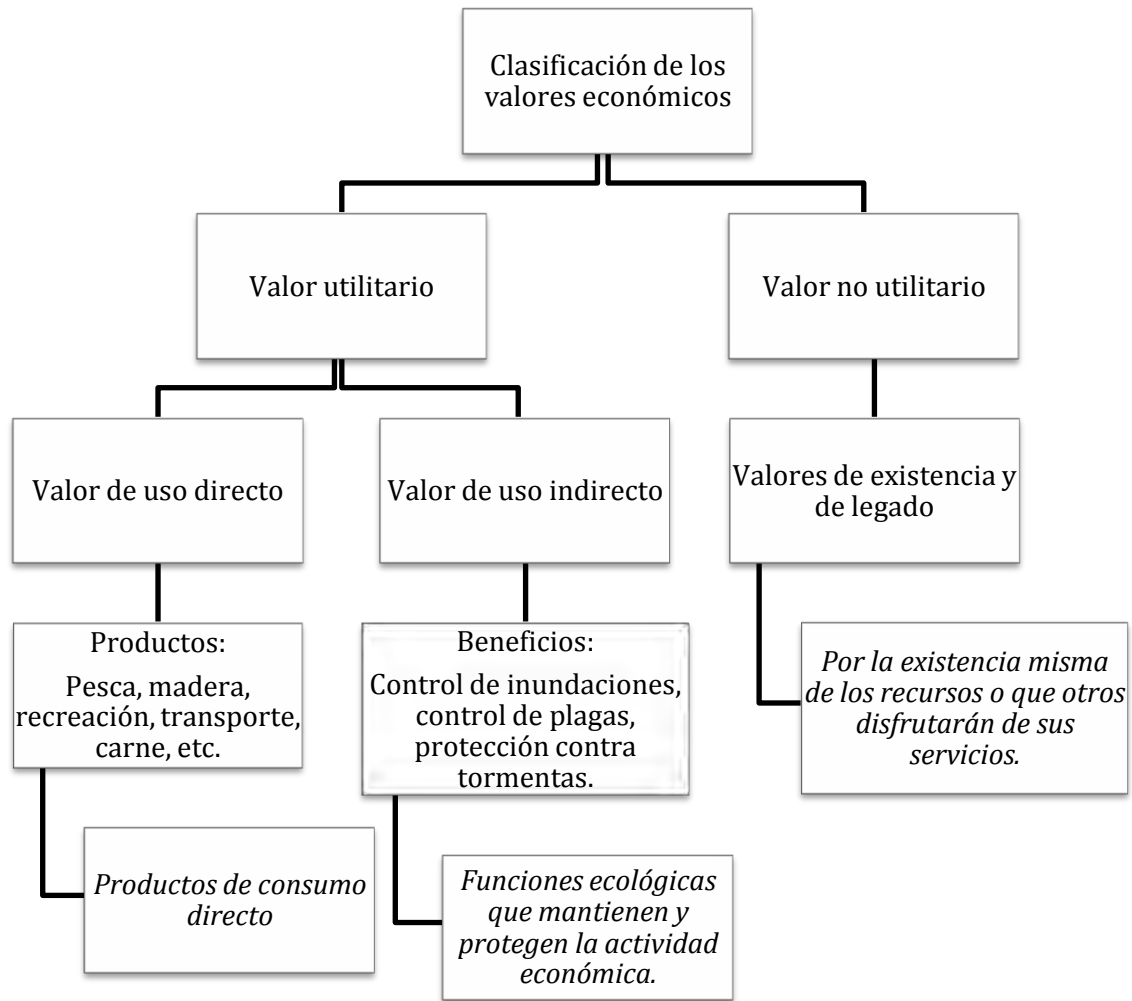 Clasificación de los
valores económicos
Valor utilitario
Valor no utilitario
Valor de uso directo
Valor de uso indirecto
Valores de existencia y
de legado
Productos:
Pesca, madera,
recreación, transporte,
carne, etc.
Beneficios:
Control de inundaciones,
control de plagas,
protección contra
tormentas.
Por la existencia misma
de los recursos o que otros
disfrutarán de sus
servicios.
Productos de consumo
directo
Funciones ecológicas
que mantienen y
protegen la actividad
económica.